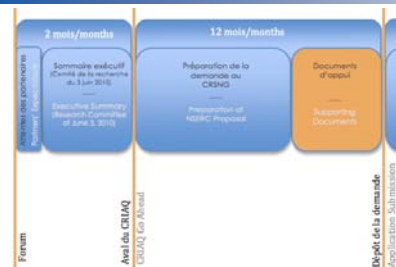 2 mois/months
12 mois/months
Attentes des partenaires
Partners' Expectations
Sommaire exécutif
(Comité de la recherche
du 3 juin 2010)
Executive Summary
(Research Committee
of June 3, 2010)
Préparation de la
demande au
CRSNG
Preparation of
NSERC Proposal
Documents
d'appui
Supporting
Documents
Forum
Aval du CRIAQ
CRIAQ Go Ahead
Dépôt de la demande
Application Submission